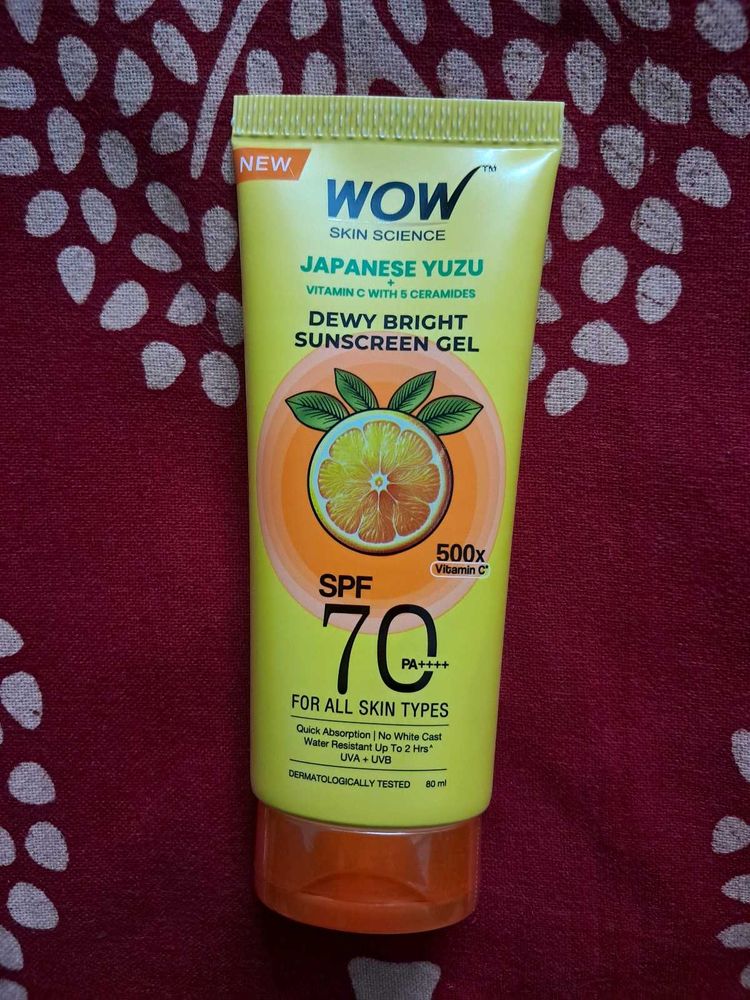 NEW
WOW™
SKIN SCIENCE
JAPANESE YUZU
+
VITAMIN C WITH 5 CERAMIDES
DEWY BRIGHT
SUNSCREEN GEL
500x
Vitamin C*
SPF
70
PA++++
FOR ALL SKIN TYPES
Quick Absorption | No White Cast
Water Resistant Up To 2 Hrs^
UVA + UVB
DERMATOLOGICALLY TESTED 80 ml